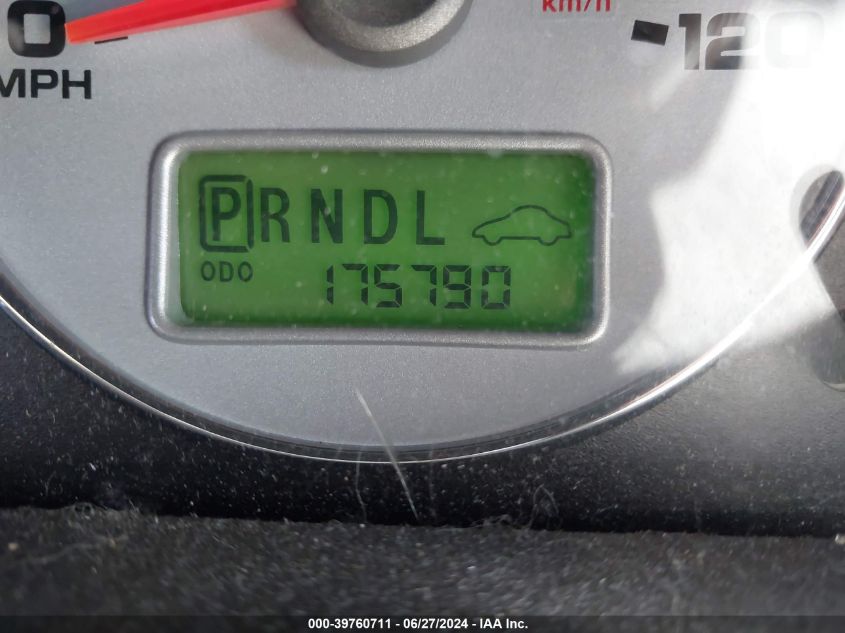 km/h
0 120
MPH
PRNDL
ODO 175790
000-39760711 - 06/27/2024 - IAA Inc.